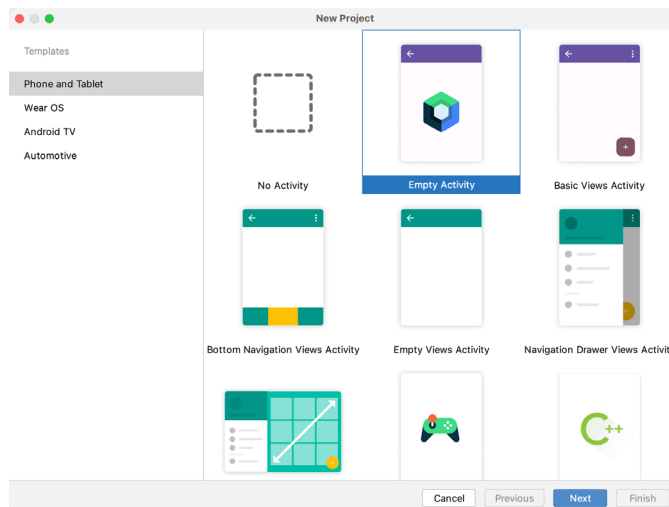 New Project
Templates
Phone and Tablet
Wear OS
Android TV
Automotive
No Activity
Empty Activity
Basic Views Activity
Bottom Navigation Views Activity
Empty Views Activity
Navigation Drawer Views Activit
C++
Cancel
Previous
Next
Finish